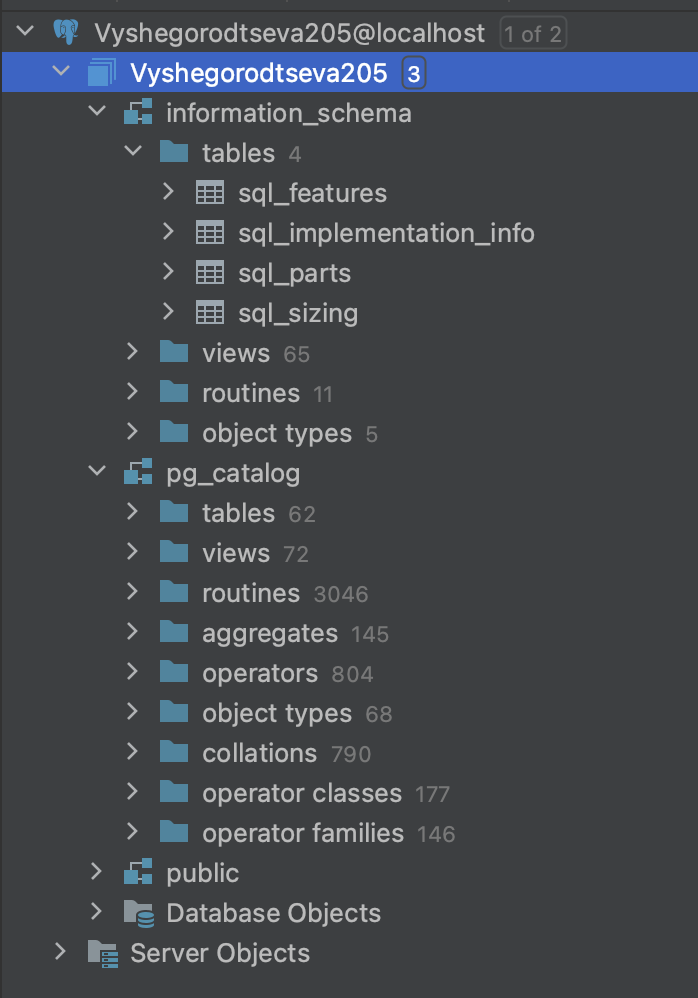 Vyshegorodtseva205@localhost 1 of 2
Vyshegorodtseva205 3
information_schema
tables 4
sql_features
sql_implementation_info
sql_parts
sql_sizing
views 65
routines 11
object types 5
pg_catalog
tables 62
views 72
routines 3046
aggregates 145
operators 804
object types 68
collations 790
operator classes 177
operator families 146
public
Database Objects
Server Objects